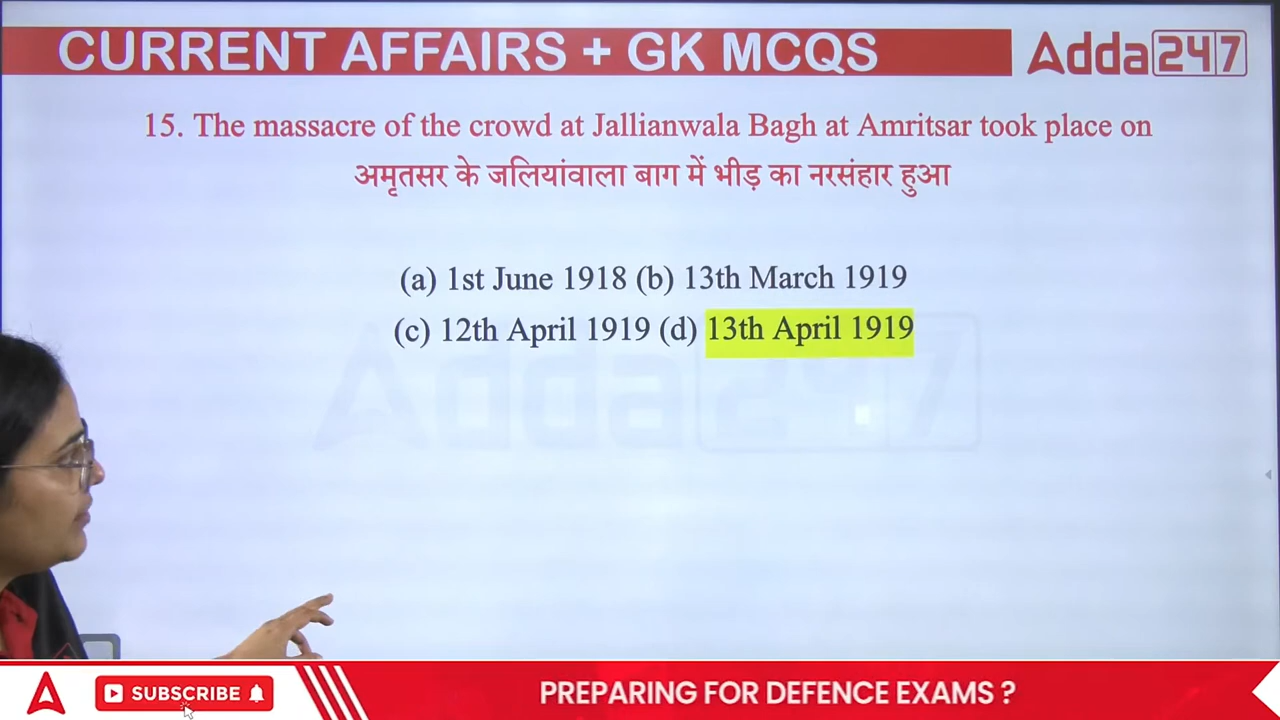 CURRENT AFFAIRS + GK MCQS
Adda247
15. The massacre of the crowd at Jallianwala Bagh at Amritsar took place on
अमृतसर के जलियांवाला बाग में भीड़ का नरसंहार हुआ
(a) 1st June 1918 (b) 13th March 1919
(c) 12th April 1919 (d) 13th April 1919
Adda247
SUBSCRIBE
PREPARING FOR DEFENCE EXAMS ?